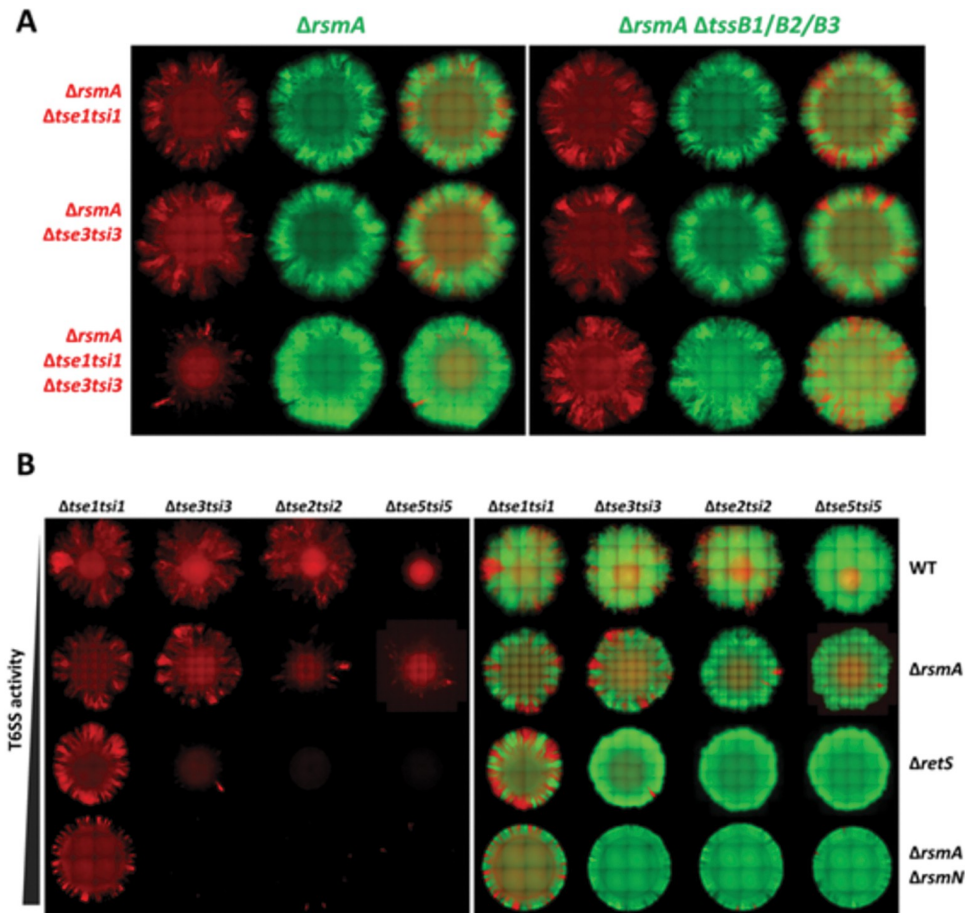 A
ΔrsmA
ΔrsmA ΔtssB1/B2/B3
ΔrsmA
Δtse1tsi1
ΔrsmA
Δtse3tsi3
ΔrsmA
Δtse1tsi1
Δtse3tsi3
B
Δtse1tsi1 Δtse3tsi3 Δtse2tsi2 Δtse5tsi5 Δtse1tsi1 Δtse3tsi3 Δtse2tsi2 Δtse5tsi5
T6SS activity
WT
ΔrsmA
ΔretS
ΔrsmA
ΔrsmN